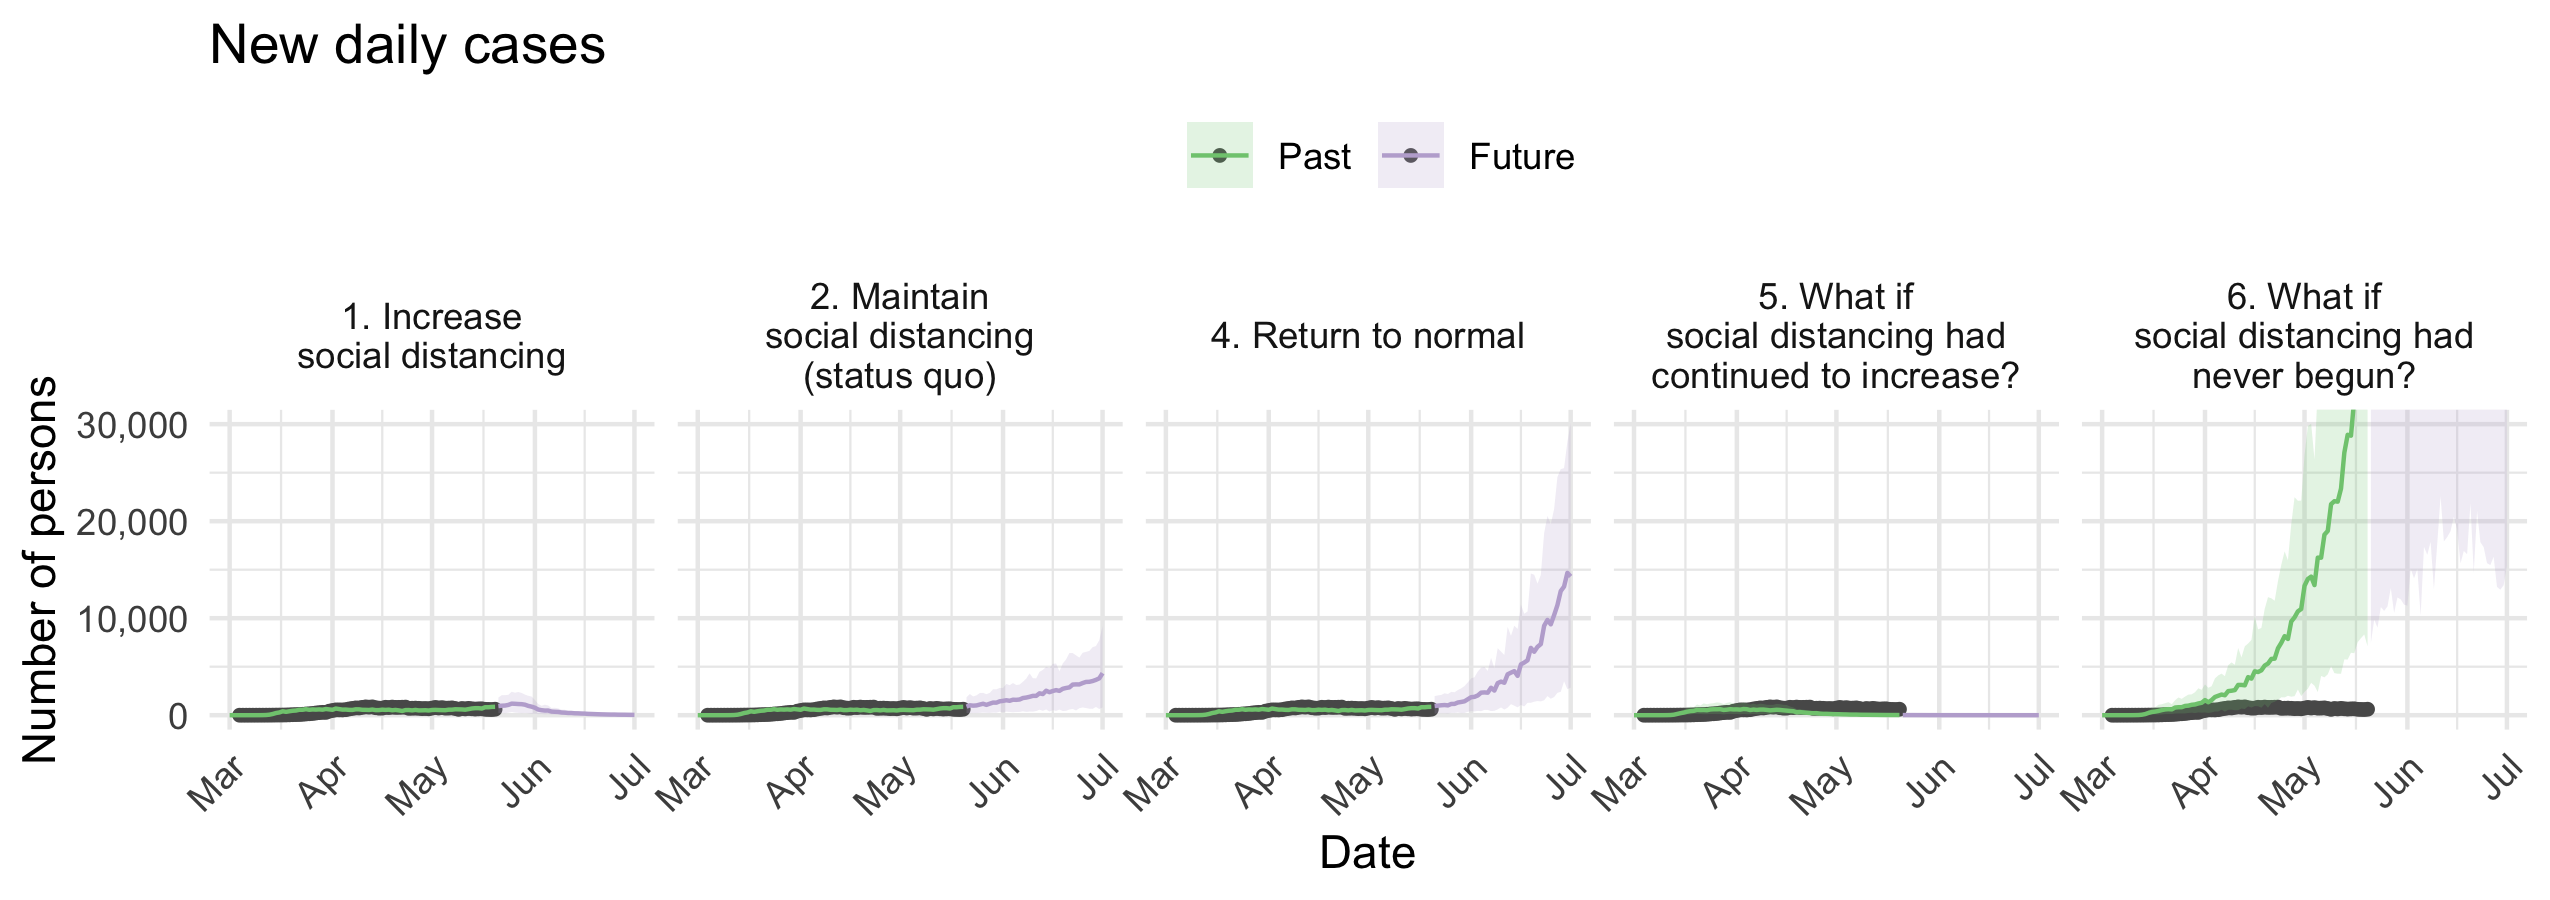 New daily cases
Past
Future
1. Increase
social distancing
2. Maintain
social distancing
(status quo)
4. Return to normal
5. What if
social distancing had
continued to increase?
6. What if
social distancing had
never begun?
Number of persons
30,000
20,000
10,000
0
Mar
Apr
May
Jun
Jul
Mar
Apr
May
Jun
Jul
Mar
Apr
May
Jun
Jul
Mar
Apr
May
Jun
Jul
Mar
Apr
May
Jun
Jul
Date